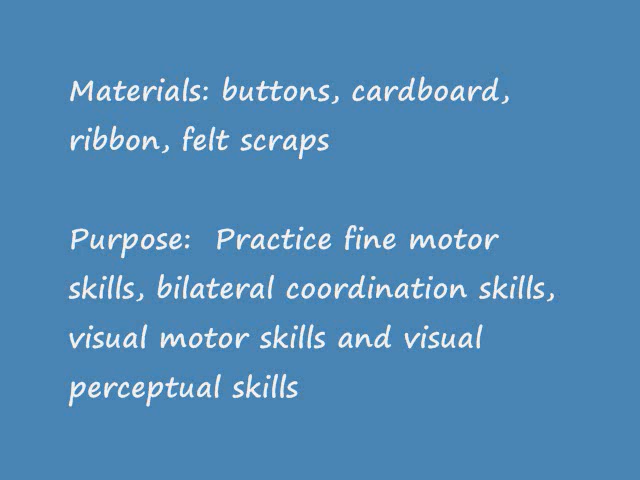 Materials: buttons, cardboard,
ribbon, felt scraps
Purpose:  Practice fine motor
skills, bilateral coordination skills,
visual motor skills and visual
perceptual skills